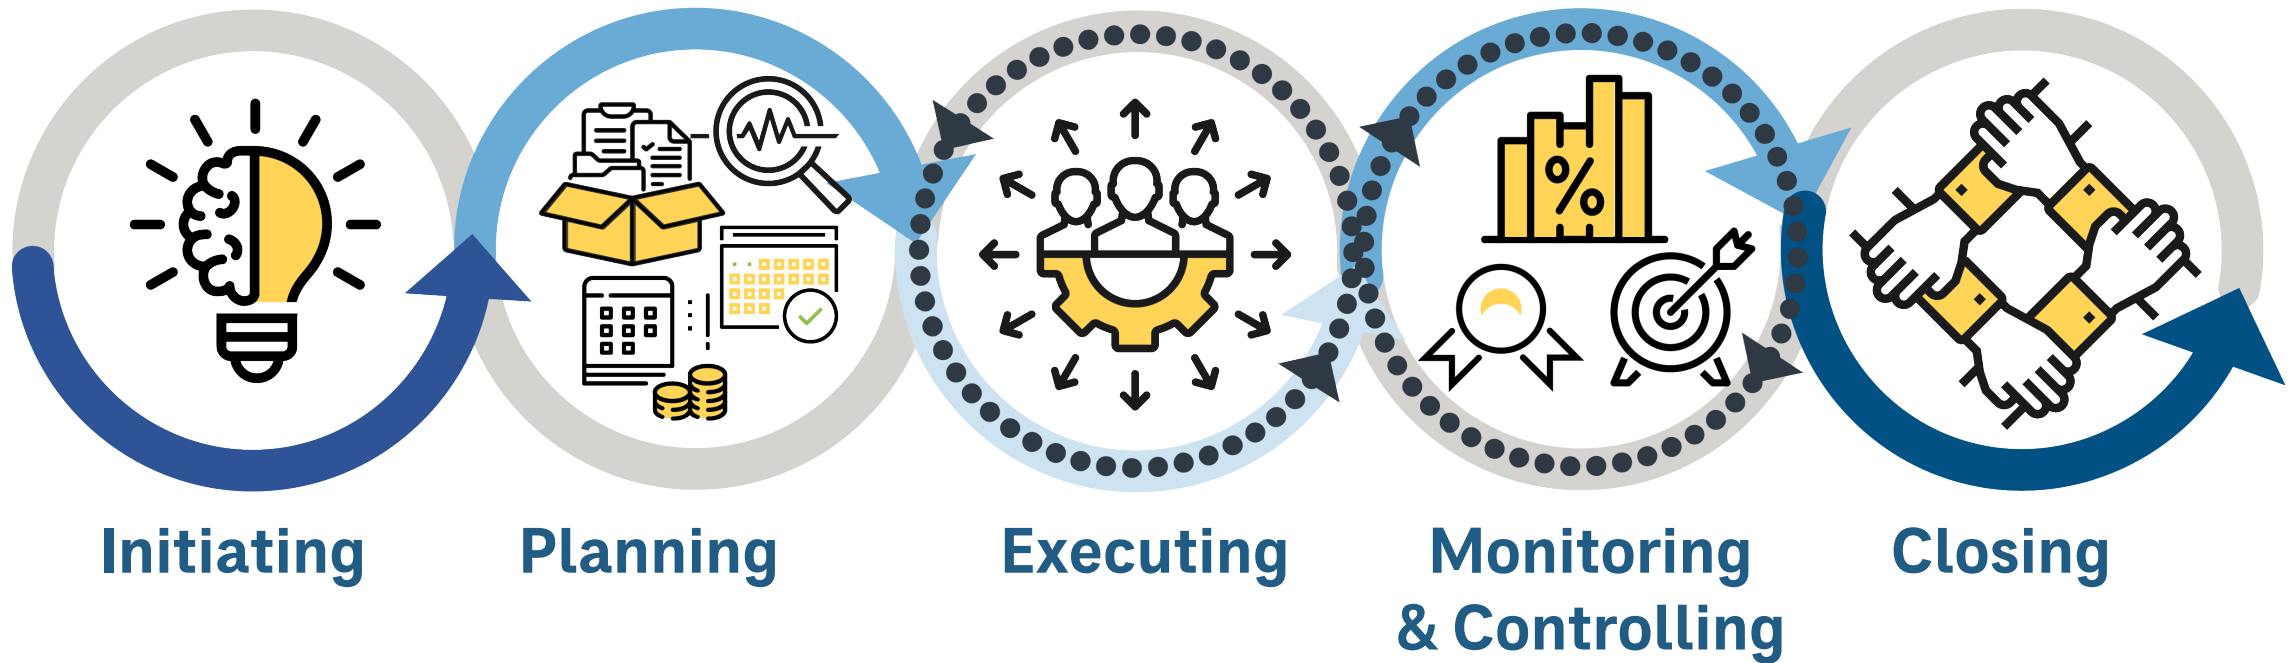 %
Initiating
Planning
Executing
Monitoring
& Controlling
Closing